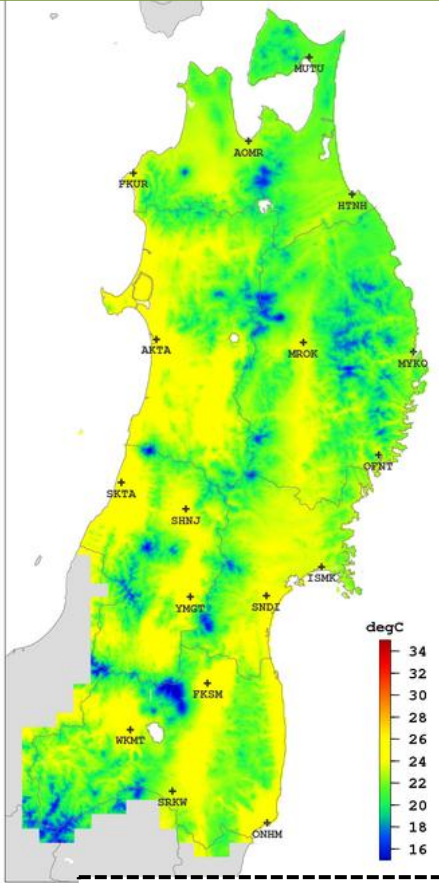 MUTU
AOMR
FKUR
HTNH
AKTA
MROK
MYKO
OFNT
SKTA
SHNJ
ISMK
YMGT
SNDI
degC
34
32
30
28
26
24
22
20
18
16
FKSM
WKMT
SRKW
ONHM